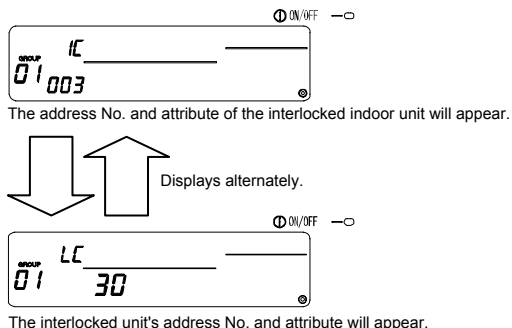 ON/OFF
IC
GROUP
01 003
The address No. and attribute of the interlocked indoor unit will appear.
Displays alternately.
ON/OFF
LC
GROUP
01 30
The interlocked unit's address No. and attribute will appear.